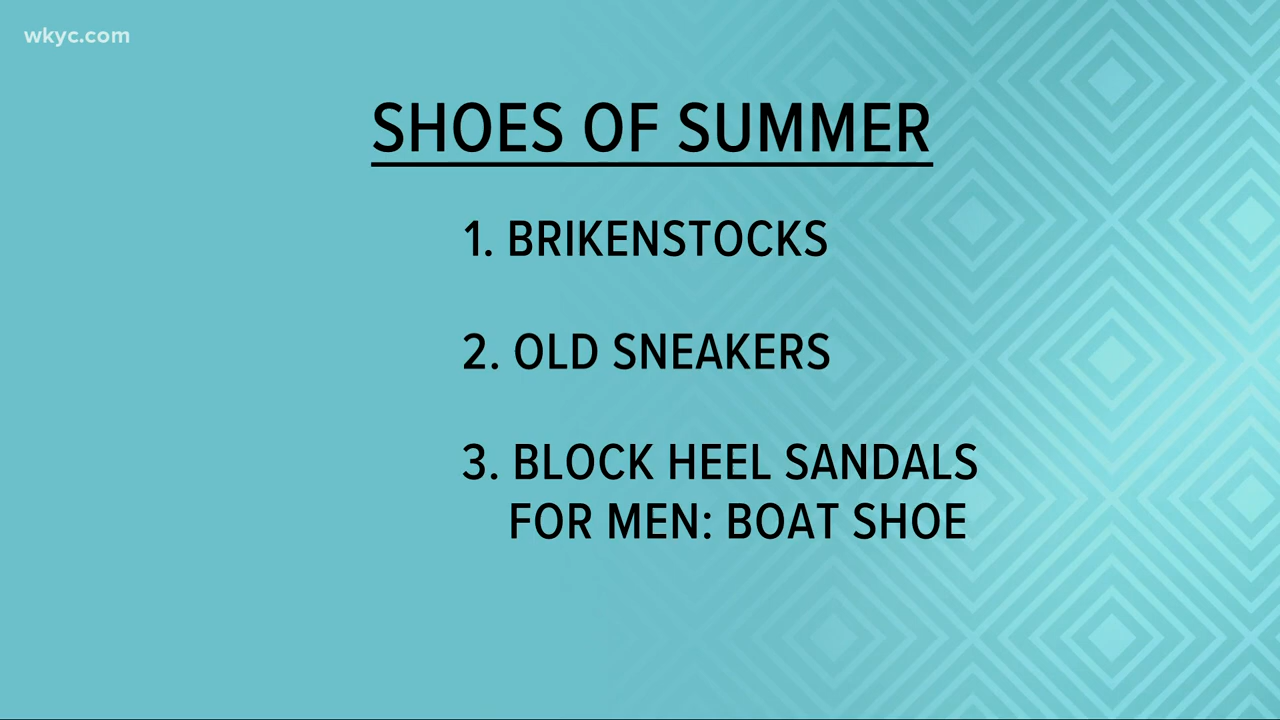 wkyc.com
SHOES OF SUMMER
1. BRIKENSTOCKS
2. OLD SNEAKERS
3. BLOCK HEEL SANDALS
FOR MEN: BOAT SHOE